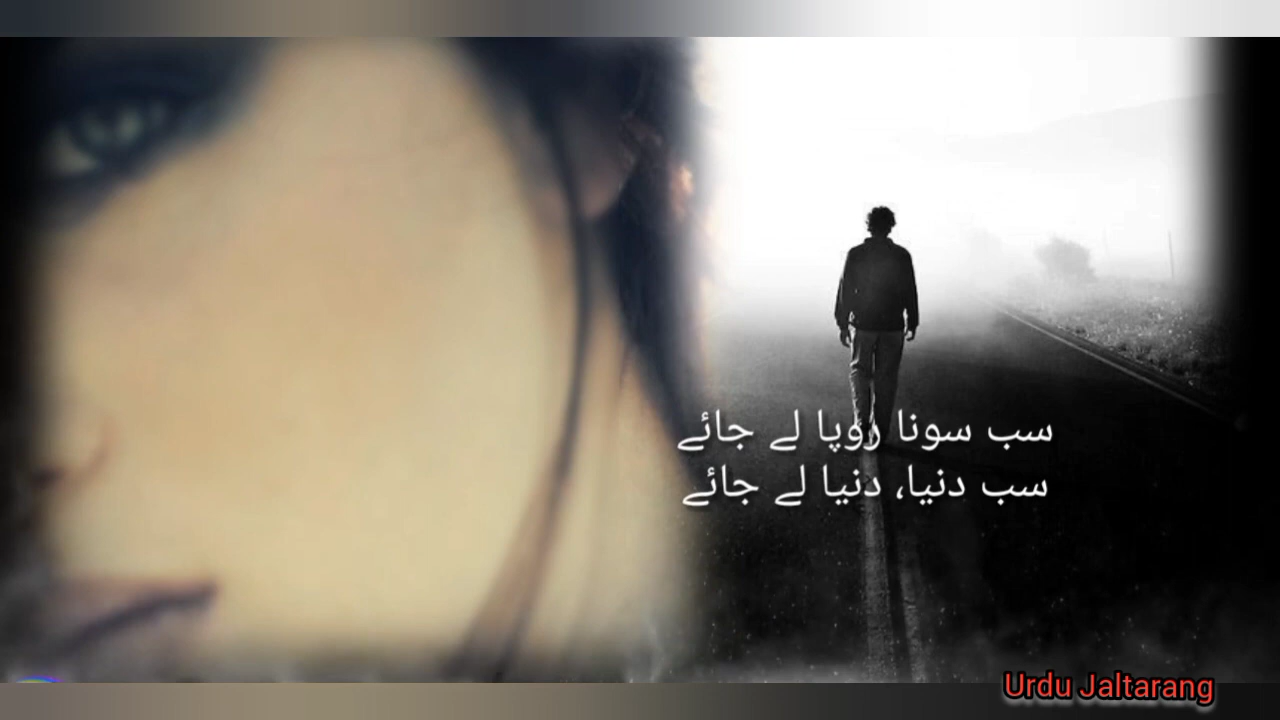 سب سونا روپا لے جائے
سب دنیا، دنیا لے جائے
Urdu Jaltarang